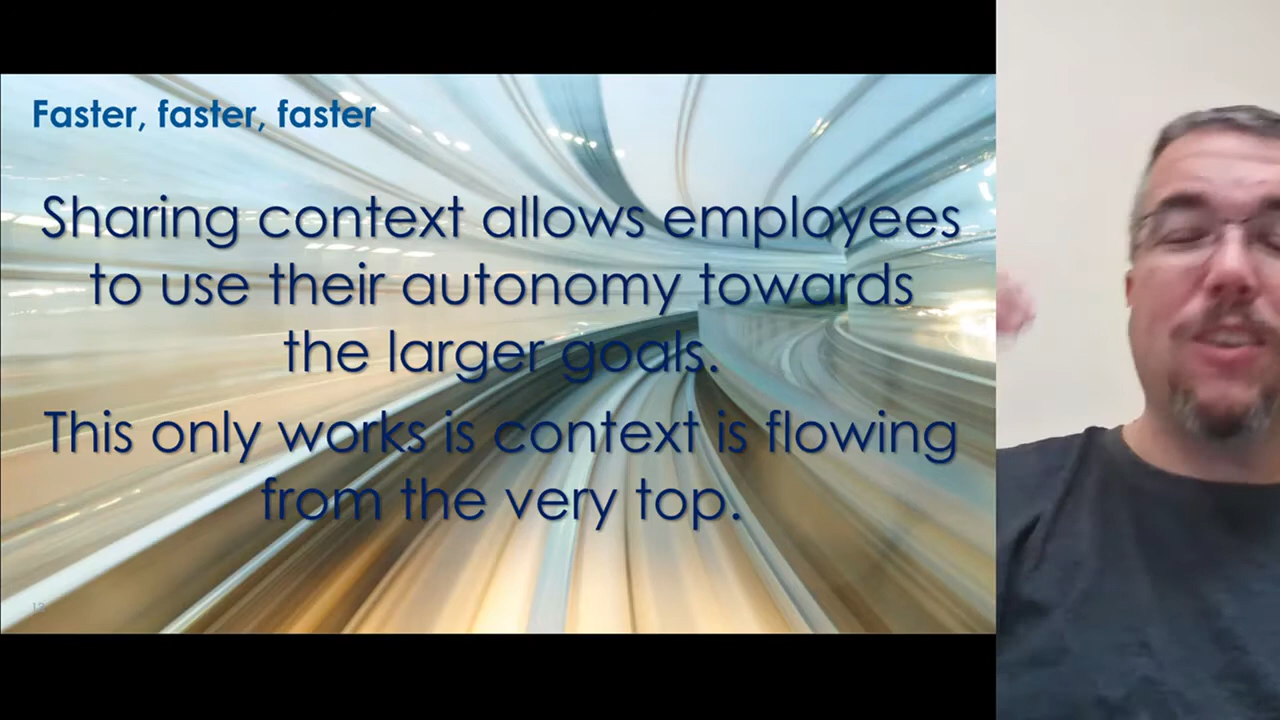 Faster, faster, faster
Sharing context allows employees
to use their autonomy towards
the larger goals.
This only works is context is flowing
from the very top.